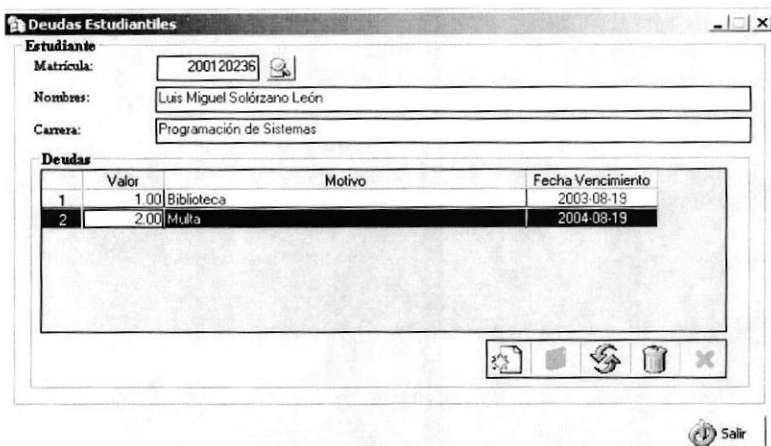 Deudas Estudiantiles
Estudiante
Matrícula: 200120236
Nombres: Luis Miguel Solórzano León
Carrera: Programación de Sistemas
Deudas
Valor Motivo Fecha Vencimiento
1 1.00 Biblioteca 2003-08-19
2 2.00 Multa 2004-08-19
Salir